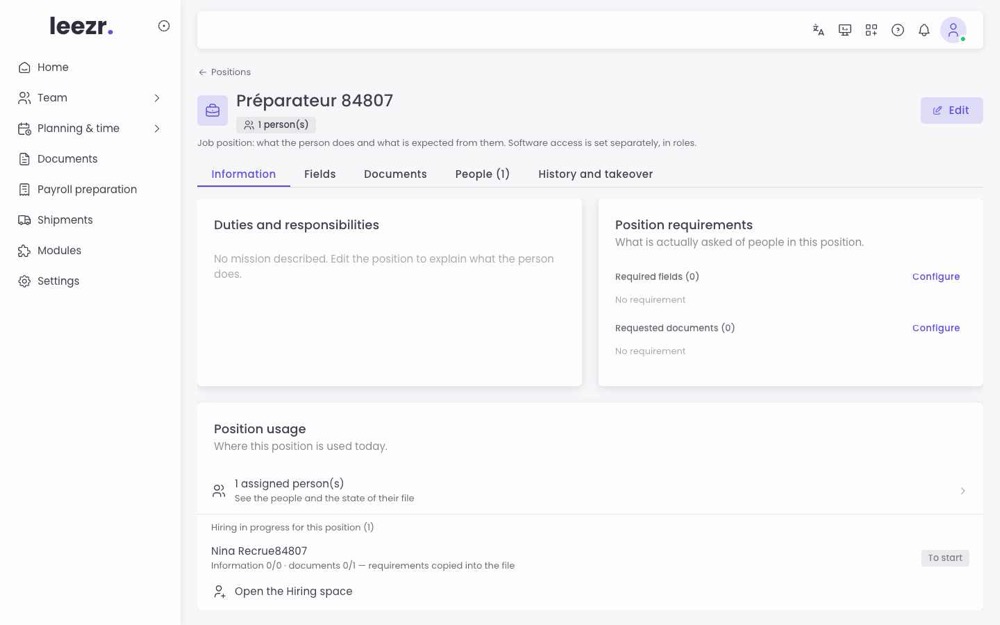 leezr.
Home
Team
Planning & time
Documents
Payroll preparation
Shipments
Modules
Settings
← Positions
Préparateur 84807
1 person(s)
Edit
Job position: what the person does and what is expected from them. Software access is set separately, in roles.
Information Fields Documents People (1) History and takeover
Duties and responsibilities
No mission described. Edit the position to explain what the person
does.
Position requirements
What is actually asked of people in this position.
Required fields (0) Configure
No requirement
Requested documents (0) Configure
No requirement
Position usage
Where this position is used today.
1 assigned person(s)
See the people and the state of their file
Hiring in progress for this position (1)
Nina Recrue84807
Information 0/0 · documents 0/1 — requirements copied into the file
To start
Open the Hiring space